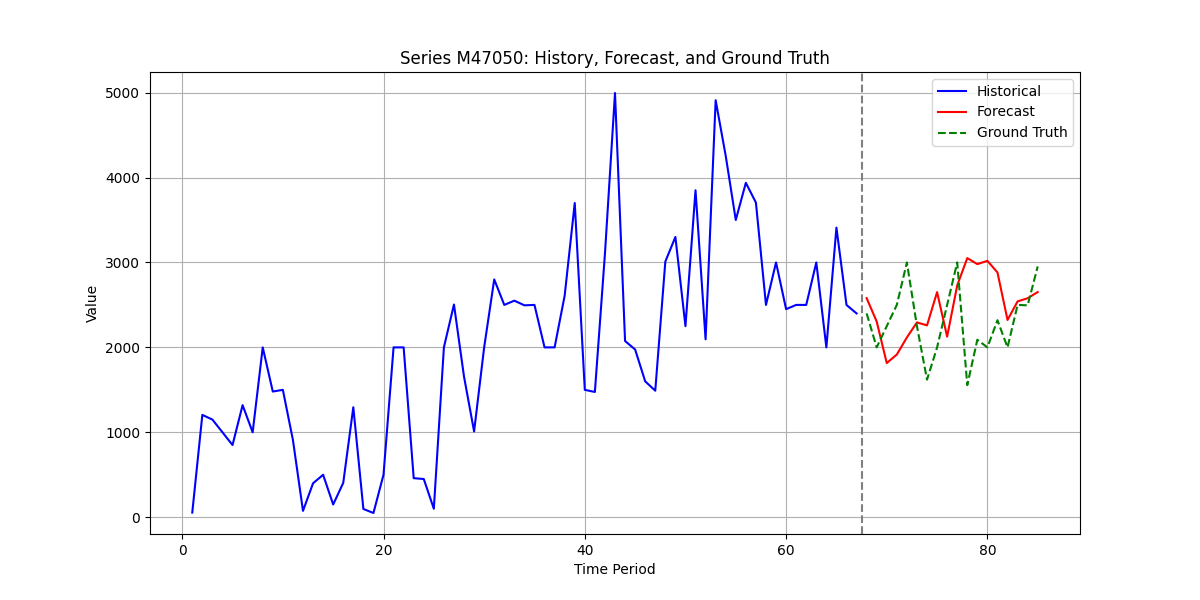 Series M47050: History, Forecast, and Ground Truth
Historical
Forecast
Ground Truth
5000
4000
3000
2000
1000
0
Value
0 20 40 60 80
Time Period